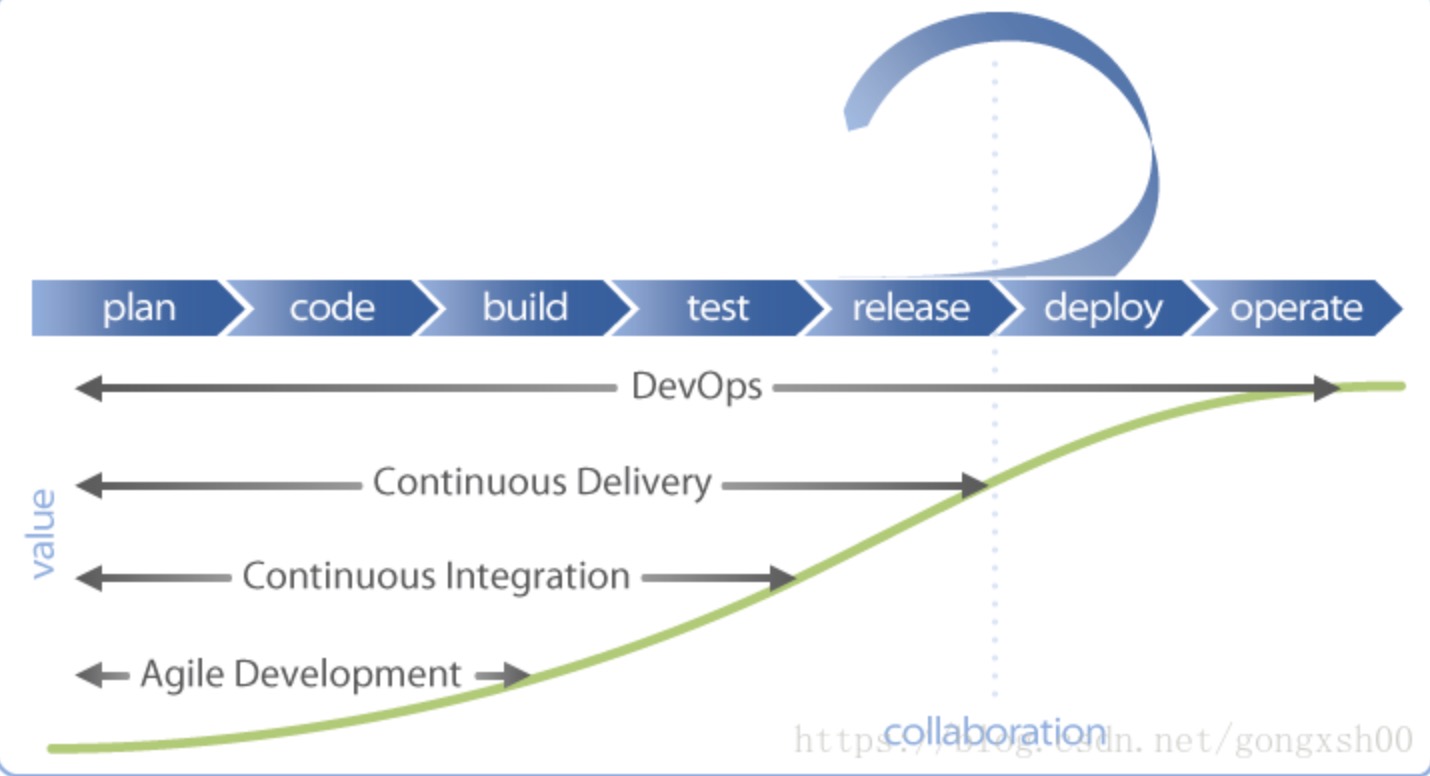 plan code build test release deploy operate
DevOps
Continuous Delivery
value
Continuous Integration
Agile Development
collaboration
https://blog.csdn.net/gongxsh00